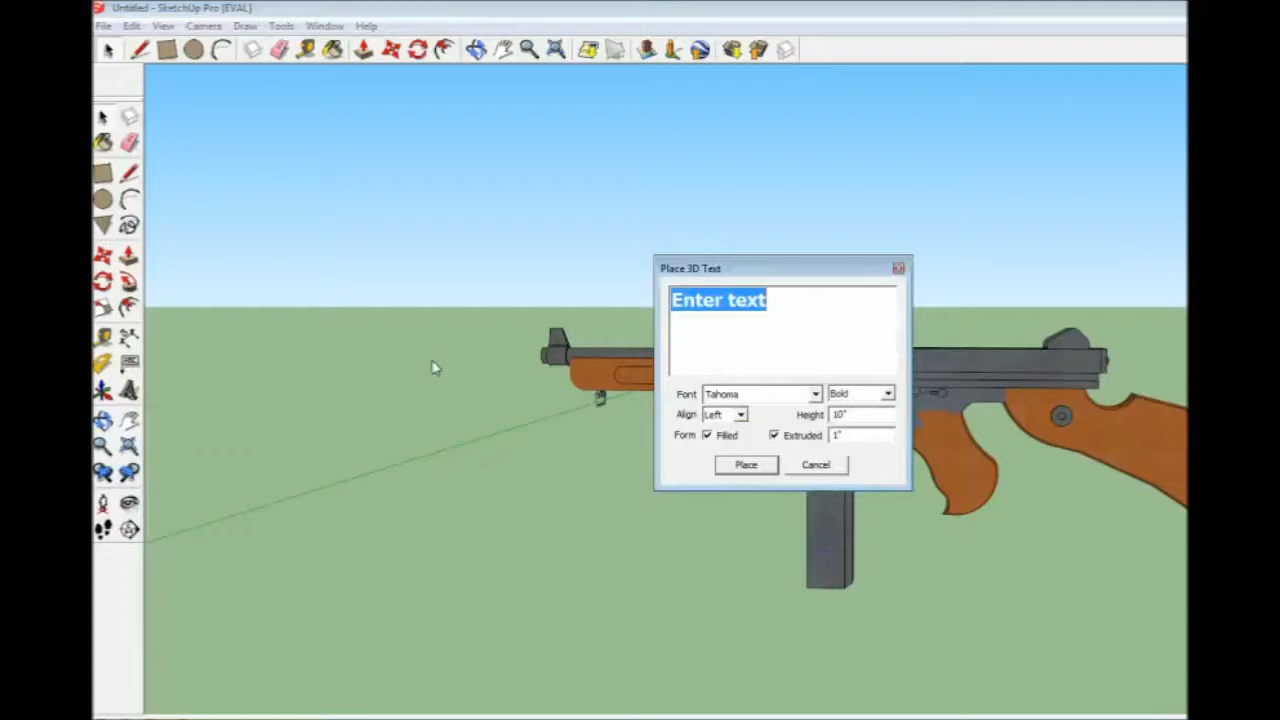 Untitled - SketchUp Pro [EVAL]
File Edit View Camera Draw Tools Window Help
Place 3D Text
Enter text
Font Tahoma Bold
Align Left Height 10"
Form Filled Extruded 1"
Place Cancel